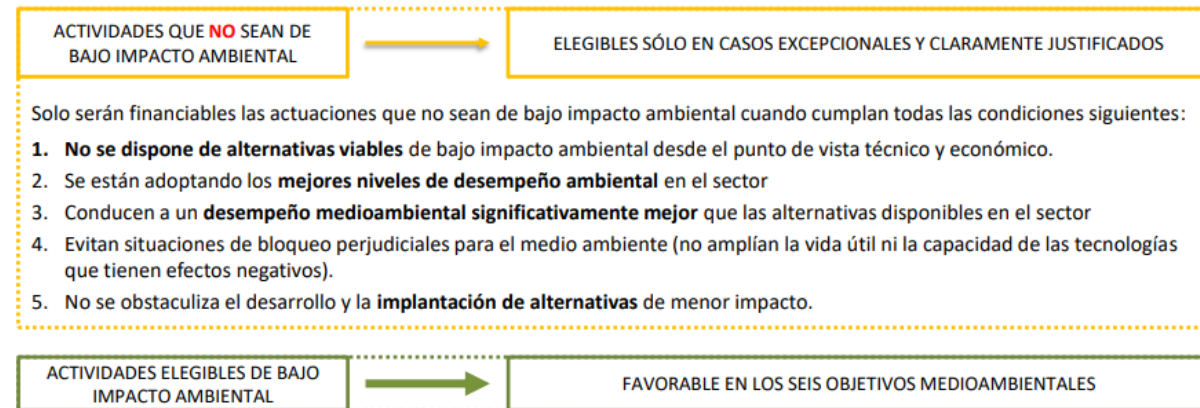 ACTIVIDADES QUE NO SEAN DE
BAJO IMPACTO AMBIENTAL
ELEGIBLES SÓLO EN CASOS EXCEPCIONALES Y CLARAMENTE JUSTIFICADOS
Solo serán financiables las actuaciones que no sean de bajo impacto ambiental cuando cumplan todas las condiciones siguientes:
1. No se dispone de alternativas viables de bajo impacto ambiental desde el punto de vista técnico y económico.
2. Se están adoptando los mejores niveles de desempeño ambiental en el sector
3. Conducen a un desempeño medioambiental significativamente mejor que las alternativas disponibles en el sector
4. Evitan situaciones de bloqueo perjudiciales para el medio ambiente (no amplían la vida útil ni la capacidad de las tecnologías
que tienen efectos negativos).
5. No se obstaculiza el desarrollo y la implantación de alternativas de menor impacto.
ACTIVIDADES ELEGIBLES DE BAJO
IMPACTO AMBIENTAL
FAVORABLE EN LOS SEIS OBJETIVOS MEDIOAMBIENTALES